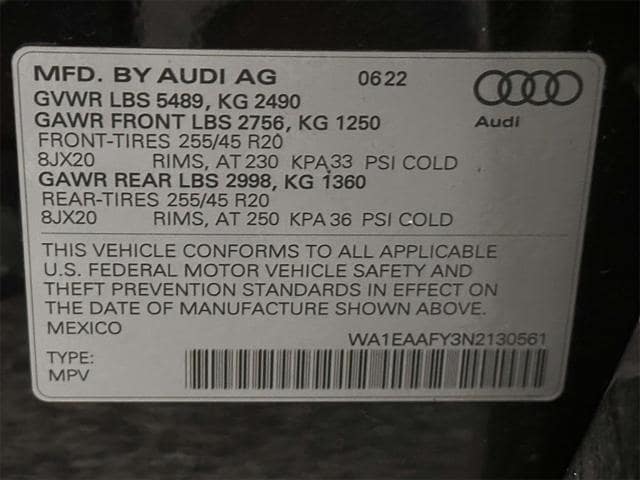 MFD. BY AUDI AG 0622
GVWR LBS 5489, KG 2490
GAWR FRONT LBS 2756, KG 1250
Audi
FRONT-TIRES 255/45 R20
8JX20 RIMS, AT 230 KPA33 PSI COLD
GAWR REAR LBS 2998, KG 1360
REAR-TIRES 255/45 R20
8JX20 RIMS, AT 250 KPA 36 PSI COLD
THIS VEHICLE CONFORMS TO ALL APPLICABLE
U.S. FEDERAL MOTOR VEHICLE SAFETY AND
THEFT PREVENTION STANDARDS IN EFFECT ON
THE DATE OF MANUFACTURE SHOWN ABOVE.
MEXICO
WA1EAAFY3N2130561
TYPE:
MPV